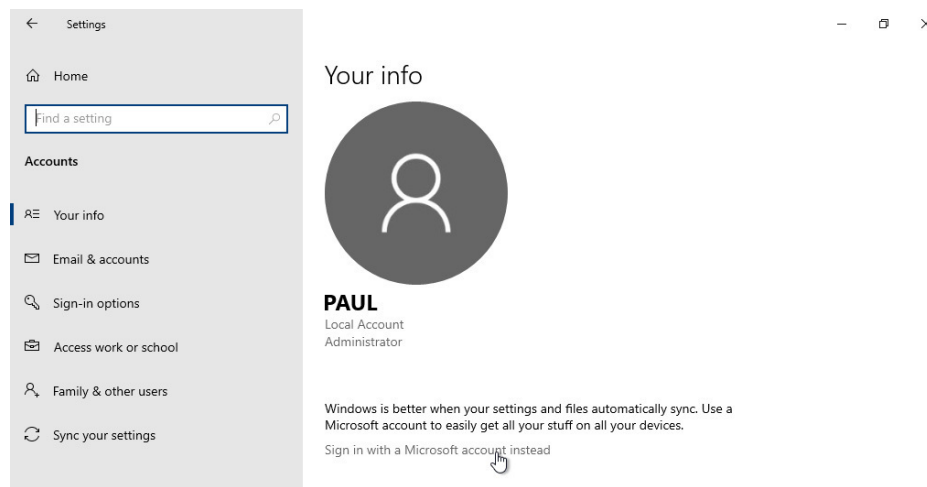 Settings
Home
Find a setting
Accounts
Your info
Email & accounts
Sign-in options
Access work or school
Family & other users
Sync your settings
Your info
PAUL
Local Account
Administrator
Windows is better when your settings and files automatically sync. Use a
Microsoft account to easily get all your stuff on all your devices.
Sign in with a Microsoft account instead